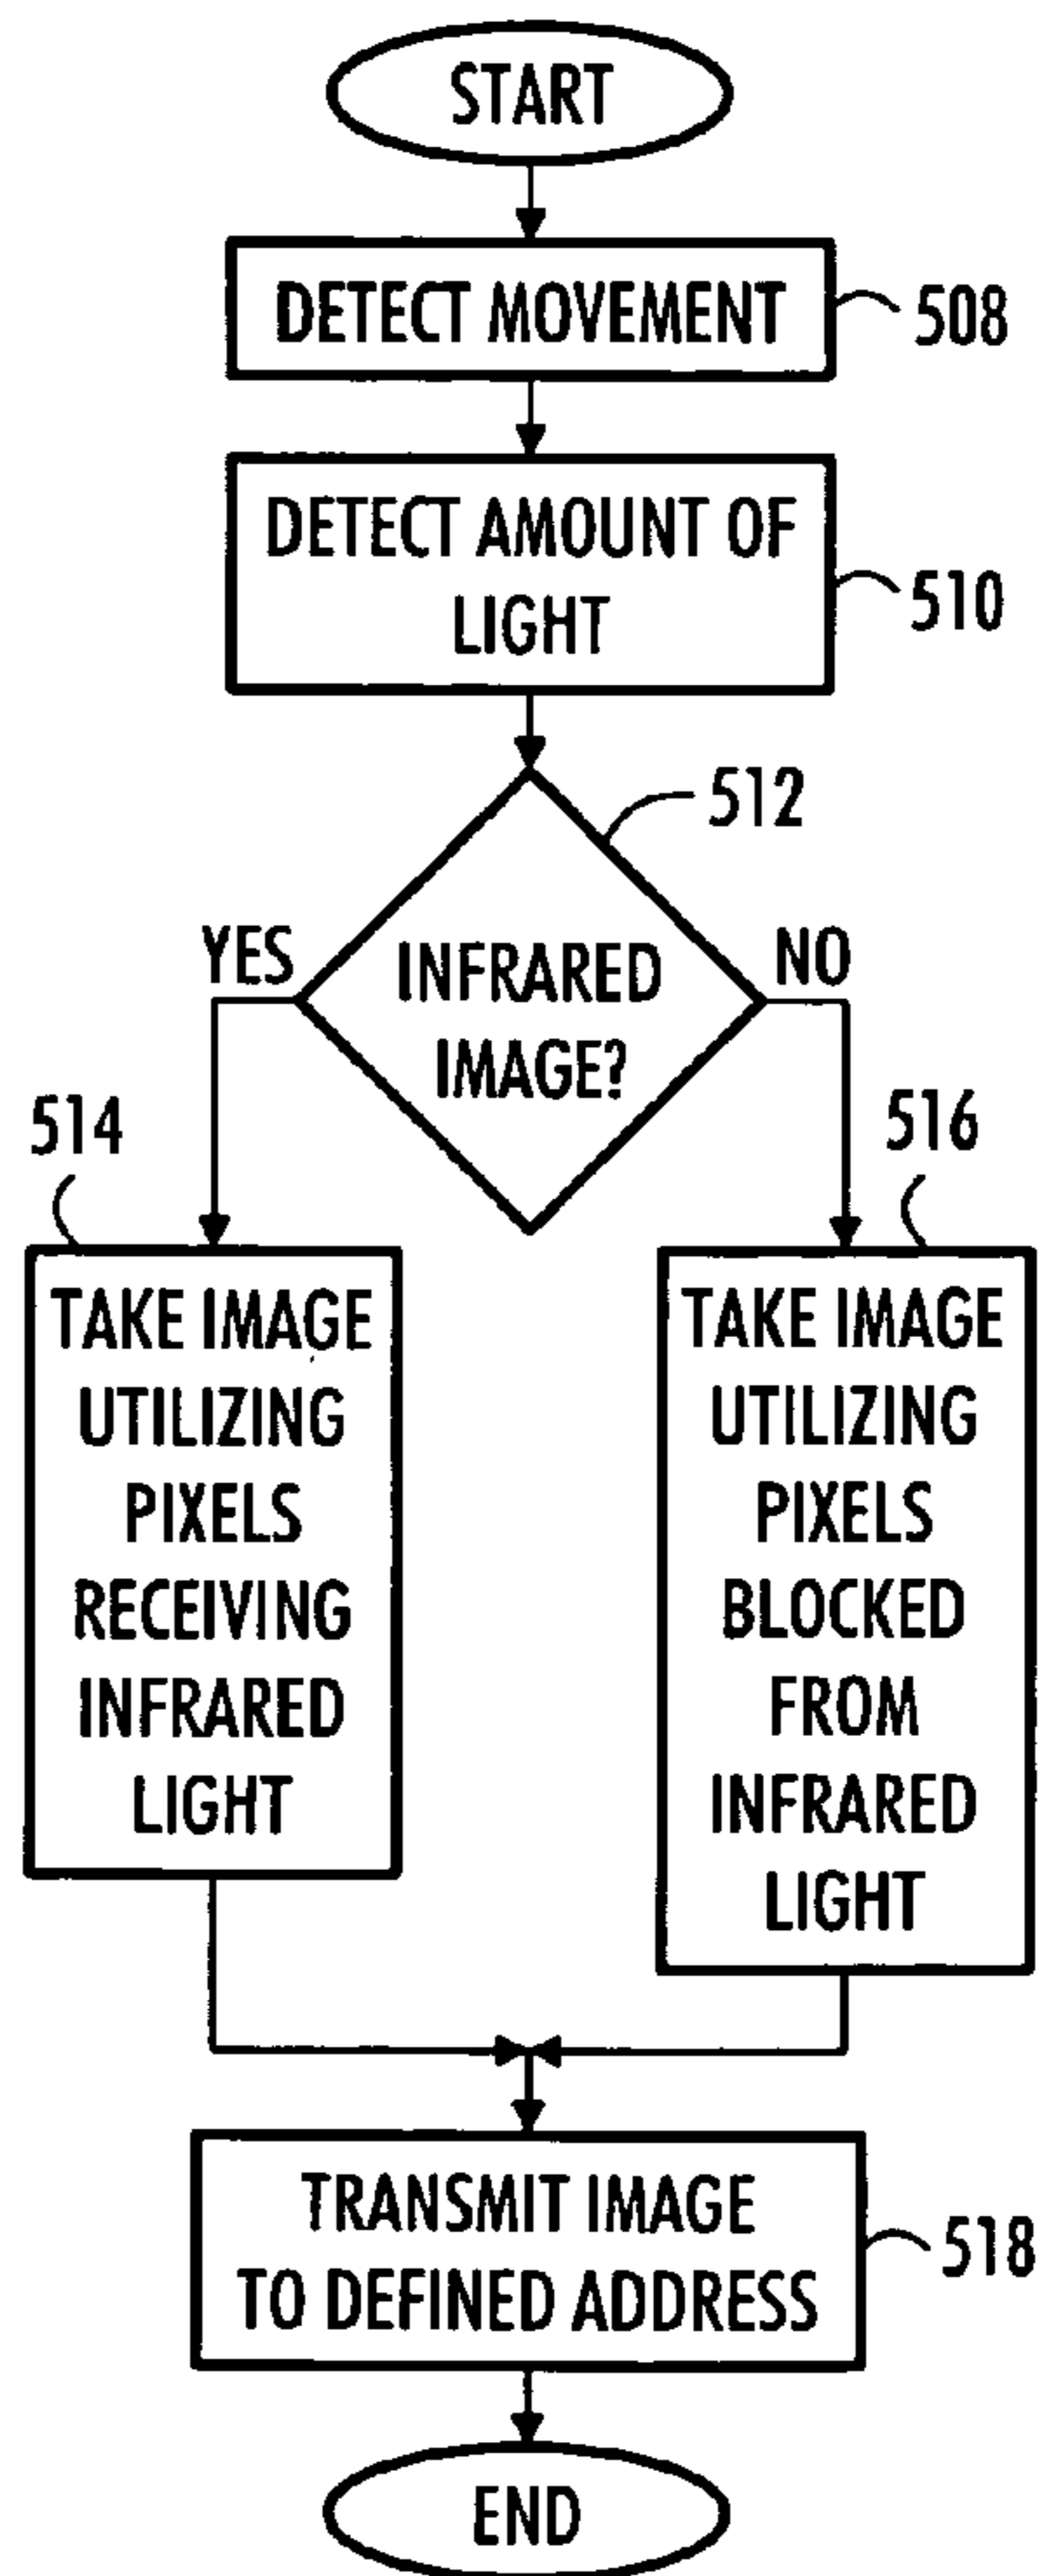 START
DETECT MOVEMENT
508
DETECT AMOUNT OF
LIGHT
510
512
YES
INFRARED
IMAGE?
NO
514
TAKE IMAGE
UTILIZING
PIXELS
RECEIVING
INFRARED
LIGHT
516
TAKE IMAGE
UTILIZING
PIXELS
BLOCKED
FROM
INFRARED
LIGHT
TRANSMIT IMAGE
TO DEFINED ADDRESS
518
END